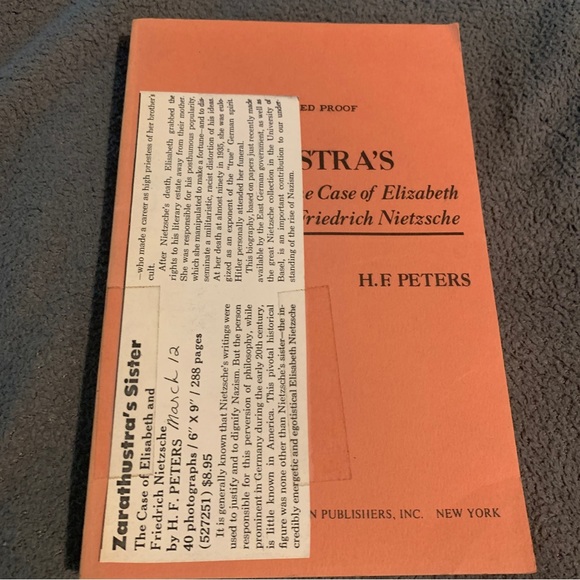 ED PROOF
STRA'S
e Case of Elizabeth
Friedrich Nietzsche
H.F. PETERS
N PUBLISHERS, INC. NEW YORK
Zarathustra's Sister
The Case of Elisabeth and
Friedrich Nietzsche
by H. F. PETERS March 12
40 photographs / 6" X 9" / 288 pages
(527251) $8.95
It is generally known that Nietzsche's writings were
used to justify and to dignify Nazism. But the person
responsible for this perversion of philosophy, while
prominent in Germany during the early 20th century,
is little known in America. This pivotal historical
figure was none other than Nietzsche's sister—the in-
credibly energetic and egotistical Elisabeth Nietzsche
—who made a career as high priestess of her brother's
cult.
After Nietzsche's death, Elisabeth grabbed the
rights to his literary estate away from their mother.
She was responsible for his posthumous popularity,
which she manipulated to make a fortune—and to dis-
seminate a militaristic, racist distortion of his ideas.
At her death at almost ninety in 1935, she was eulo-
gized as an exponent of the "true" German spirit.
Hitler personally attended her funeral.
This biography, based on papers just recently made
available by the East German government, as well as
the great Nietzsche collection in the University of
Basel, is an important contribution to our under-
standing of the rise of Nazism.